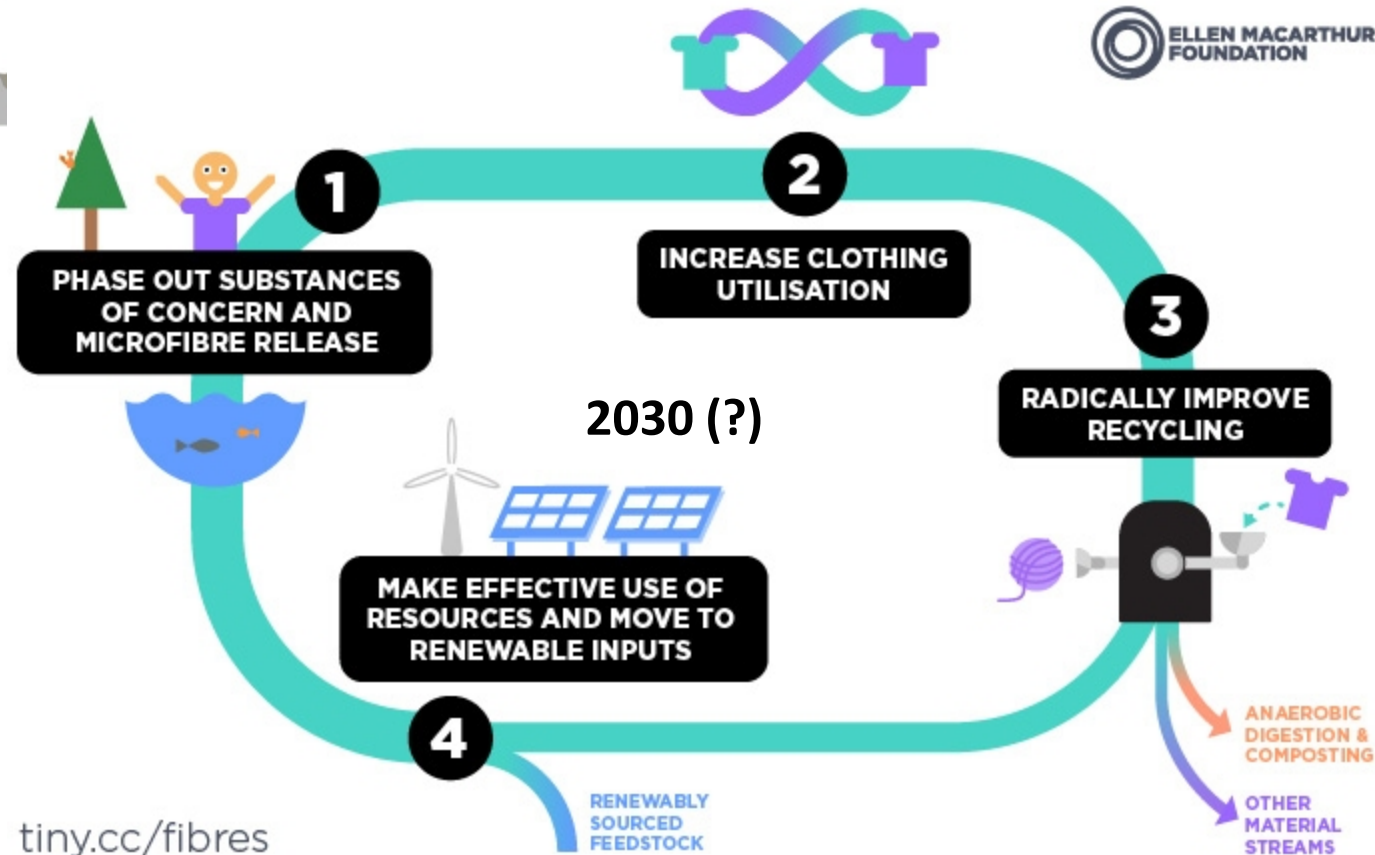 ELLEN MACARTHUR
FOUNDATION
1
PHASE OUT SUBSTANCES
OF CONCERN AND
MICROFIBRE RELEASE
2
INCREASE CLOTHING
UTILISATION
3
RADICALLY IMPROVE
RECYCLING
2030 (?)
MAKE EFFECTIVE USE OF
RESOURCES AND MOVE TO
RENEWABLE INPUTS
4
ANAEROBIC
DIGESTION &
COMPOSTING
OTHER
MATERIAL
STREAMS
RENEWABLY
SOURCED
FEEDSTOCK
tiny.cc/fibres